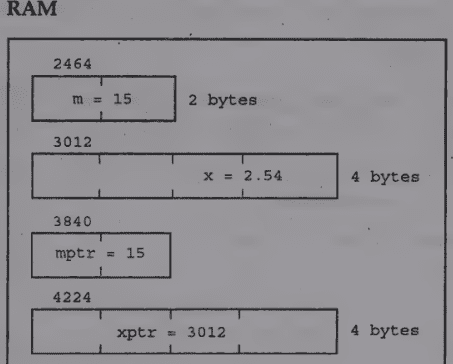 RAM
2464
m = 15 2 bytes
3012
x = 2.54 4 bytes
3840
mptr = 15
4224
xptr = 3012 4 bytes